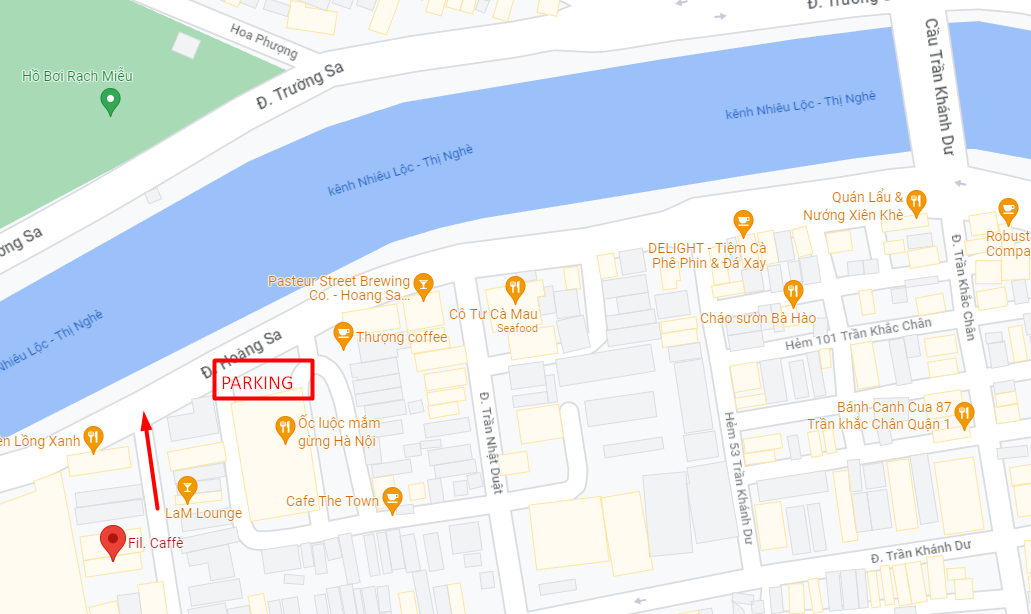 Đ. Trường S
Hoa Phượng
Hồ Bơi Rạch Miễu
Đ. Trường Sa
Cầu Trần Khánh Dư
kênh Nhiêu Lộc - Thị Nghè
kênh Nhiêu Lộc - Thị Nghè
Quán Lẩu &
Nướng Xiên Khè
ờng Sa
Robust
Compa
Đ. Trần Khắc Chân
DELIGHT - Tiệm Cà
Phê Phin & Đá Xay
Pasteur Street Brewing
Co. - Hoang Sa...
Cô Tư Cà Mau
Seafood
Cháo sườn Bà Hào
Nhiêu Lộc - Thị Nghè
Thượng coffee
Hẻm 101 Trần Khắc Chân
Đ. Hoàng Sa
PARKING
Đ. Trần Nhật Duật
Bánh Canh Cua 87
Trần khắc Chân Quận 1
Ốc luộc mắm
gừng Hà Nội
en Lồng Xanh
Hẻm 53 Trần Khánh Dư
Cafe The Town
LaM Lounge
Fil. Caffè
Đ. Trần Khánh Dư